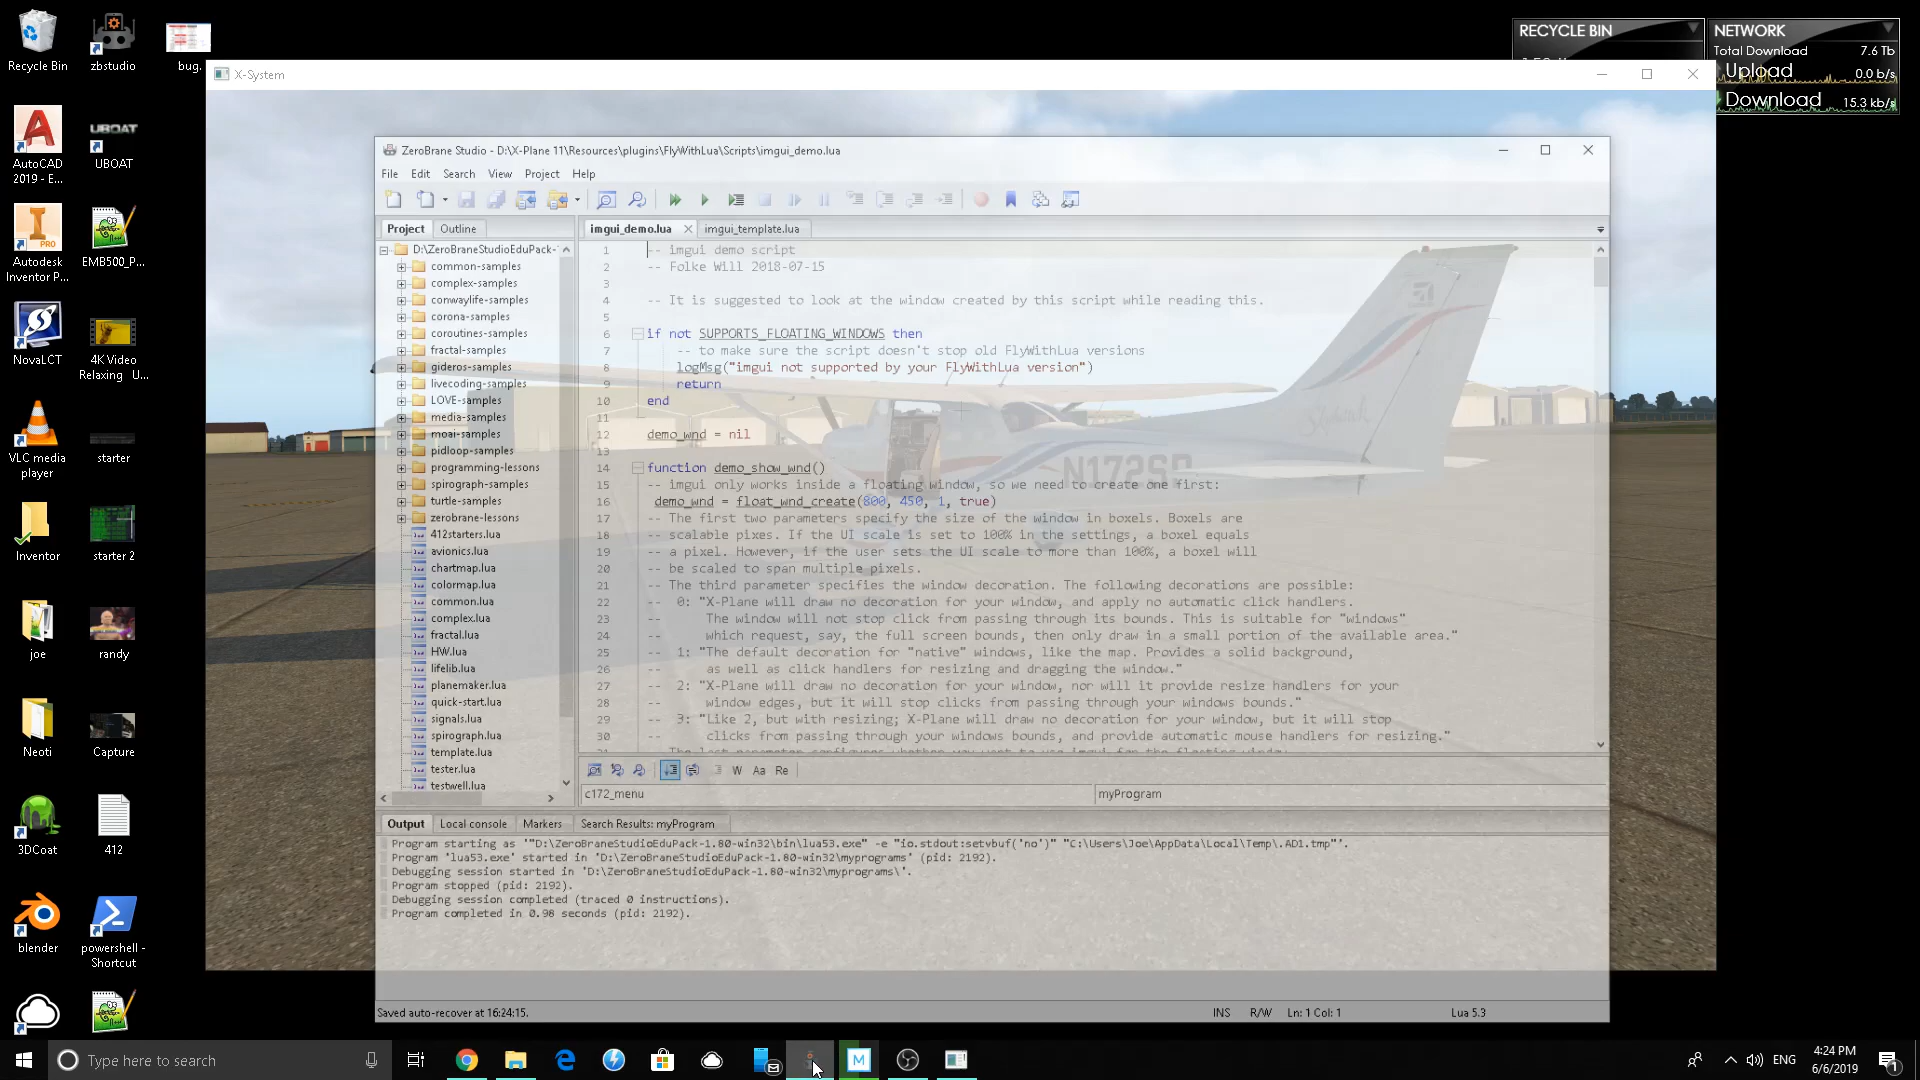 Recycle Bin
zbstudio
bug.
AutoCAD
2019 - E...
UBOAT
Autodesk
Inventor P...
EMB500_P...
NovaLCT
4K Video
Relaxing U...
VLC media
player
starter
Inventor
starter 2
joe
randy
Neoti
Capture
3DCoat
412
blender
powershell -
Shortcut
RECYCLE BIN
NETWORK
Total Download 7.6 Tb
Upload 0.0 b/s
Download 15.3 kb/s
X-System
ZeroBrane Studio - D:\X-Plane 11\Resources\plugins\FlyWithLua\Scripts\imgui_demo.lua
File Edit Search View Project Help
Project Outline
imgui_demo.lua imgui_template.lua
D:\ZeroBraneStudioEduPack-
common-samples
complex-samples
conwaylife-samples
corona-samples
coroutines-samples
fractal-samples
gideros-samples
livecoding-samples
LOVE-samples
media-samples
moai-samples
pidloop-samples
programming-lessons
spirograph-samples
turtle-samples
zerobrane-lessons
412starters.lua
avionics.lua
chartmap.lua
colormap.lua
common.lua
complex.lua
fractal.lua
HW.lua
lifelib.lua
planemaker.lua
quick-start.lua
signals.lua
spirograph.lua
template.lua
tester.lua
testwell.lua
1 -- imgui demo script
2 -- Folke Will 2018-07-15
3
4 -- It is suggested to look at the window created by this script while reading this.
5
6 if not SUPPORTS_FLOATING_WINDOWS then
7 -- to make sure the script doesn't stop old FlyWithLua versions
8 logMsg("imgui not supported by your FlyWithLua version")
9 return
10 end
11
12 demo_wnd = nil
13
14 function demo_show_wnd()
15 -- imgui only works inside a floating window, so we need to create one first:
16 demo_wnd = float_wnd_create(800, 450, 1, true)
17 -- The first two parameters specify the size of the window in boxels. Boxels are
18 -- scalable pixes. If the UI scale is set to 100% in the settings, a boxel equals
19 -- a pixel. However, if the user sets the UI scale to more than 100%, a boxel will
20 -- be scaled to span multiple pixels.
21 -- The third parameter specifies the window decoration. The following decorations are possible:
22 -- 0: "X-Plane will draw no decoration for your window, and apply no automatic click handlers.
23 -- The window will not stop click from passing through its bounds. This is suitable for "windows"
24 -- which request, say, the full screen bounds, then only draw in a small portion of the available area."
25 -- 1: "The default decoration for "native" windows, like the map. Provides a solid background,
26 -- as well as click handlers for resizing and dragging the window."
27 -- 2: "X-Plane will draw no decoration for your window, nor will it provide resize handlers for your
28 -- window edges, but it will stop clicks from passing through your windows bounds."
29 -- 3: "Like 2, but with resizing; X-Plane will draw no decoration for your window, but it will stop
30 -- clicks from passing through your windows bounds, and provide automatic mouse handlers for resizing."
N172SP
Skyhawk
W Aa Re
c172_menu myProgram
Output Local console Markers Search Results: myProgram
Program starting as '"D:\ZeroBraneStudioEduPack-1.80-win32\bin\lua53.exe" -e "io.stdout:setvbuf('no')" "C:\Users\Joe\AppData\Local\Temp\.AD1.tmp"'.
Program 'lua53.exe' started in 'D:\ZeroBraneStudioEduPack-1.80-win32\myprograms' (pid: 2192).
Debugging session started in 'D:\ZeroBraneStudioEduPack-1.80-win32\myprograms\'.
Program stopped (pid: 2192).
Debugging session completed (traced 0 instructions).
Program completed in 0.98 seconds (pid: 2192).
Saved auto-recover at 16:24:15. INS R/W Ln: 1 Col: 1 Lua 5.3
Type here to search
M
ENG
4:24 PM
6/6/2019
1